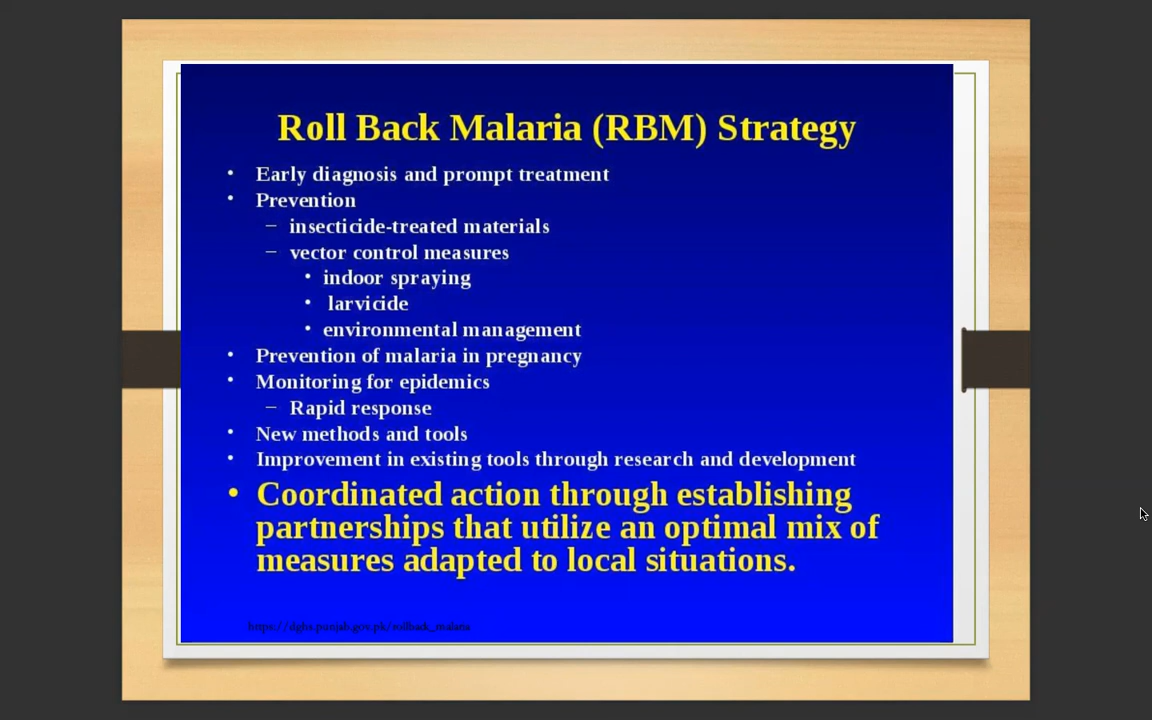 Roll Back Malaria (RBM) Strategy
• Early diagnosis and prompt treatment
• Prevention
– insecticide-treated materials
– vector control measures
• indoor spraying
• larvicide
• environmental management
• Prevention of malaria in pregnancy
• Monitoring for epidemics
– Rapid response
• New methods and tools
• Improvement in existing tools through research and development
• Coordinated action through establishing
partnerships that utilize an optimal mix of
measures adapted to local situations.
https://dghs.punjab.gov.pk/rollback_malaria